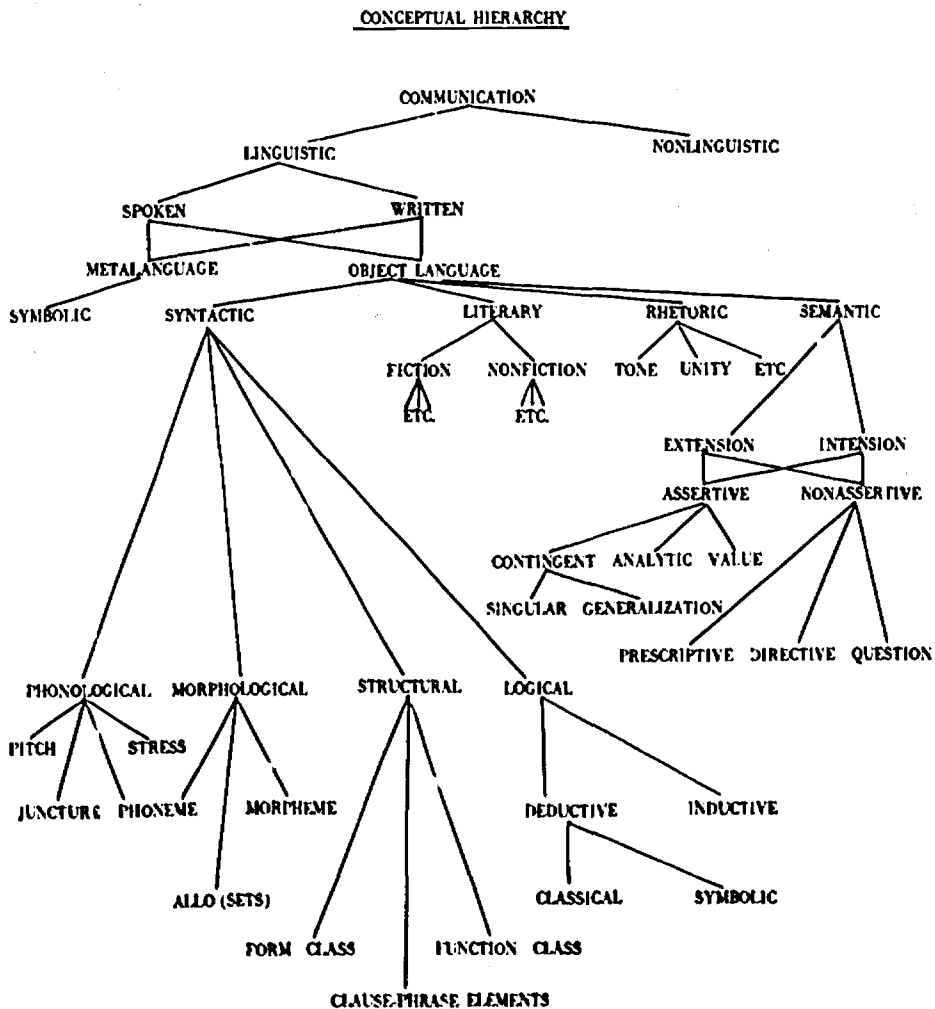 CONCEPTUAL HIERARCHY
COMMUNICATION
LINGUISTIC
NONLINGUISTIC
SPOKEN
WRITTEN
METALANGUAGE
OBJECT LANGUAGE
SYMBOLIC
SYNTACTIC
LITERARY
RHETORIC
SEMANTIC
FICTION
NONFICTION
TONE
UNITY
ETC
ETC.
ETC.
EXTENSION
INTENSION
ASSERTIVE
NONASSERTIVE
CONTINGENT
ANALYTIC
VALUE
SINGULAR
GENERALIZATION
PRESCRIPTIVE
DIRECTIVE
QUESTION
PHONOLOGICAL
MORPHOLOGICAL
STRUCTURAL
LOGICAL
PITCH
STRESS
JUNCTURE
PHONEME
MORPHEME
DEDUCTIVE
INDUCTIVE
ALLO (SETS)
CLASSICAL
SYMBOLIC
FORM CLASS
FUNCTION CLASS
CLAUSE-PHRASE ELEMENTS